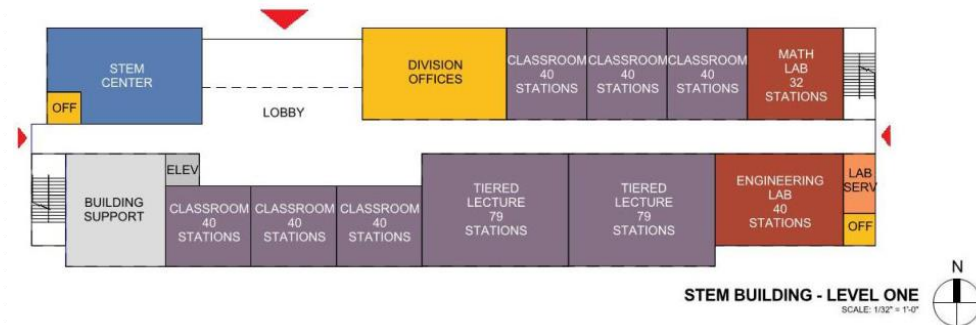 STEM
CENTER
OFF
LOBBY
DIVISION
OFFICES
CLASSROOM
40
STATIONS
CLASSROOM
40
STATIONS
CLASSROOM
40
STATIONS
MATH
LAB
32
STATIONS
BUILDING
SUPPORT
ELEV
CLASSROOM
40
STATIONS
CLASSROOM
40
STATIONS
CLASSROOM
40
STATIONS
TIERED
LECTURE
79
STATIONS
TIERED
LECTURE
79
STATIONS
ENGINEERING
LAB
40
STATIONS
LAB
SERV
OFF
N
STEM BUILDING - LEVEL ONE
SCALE: 1/32" = 1'-0"